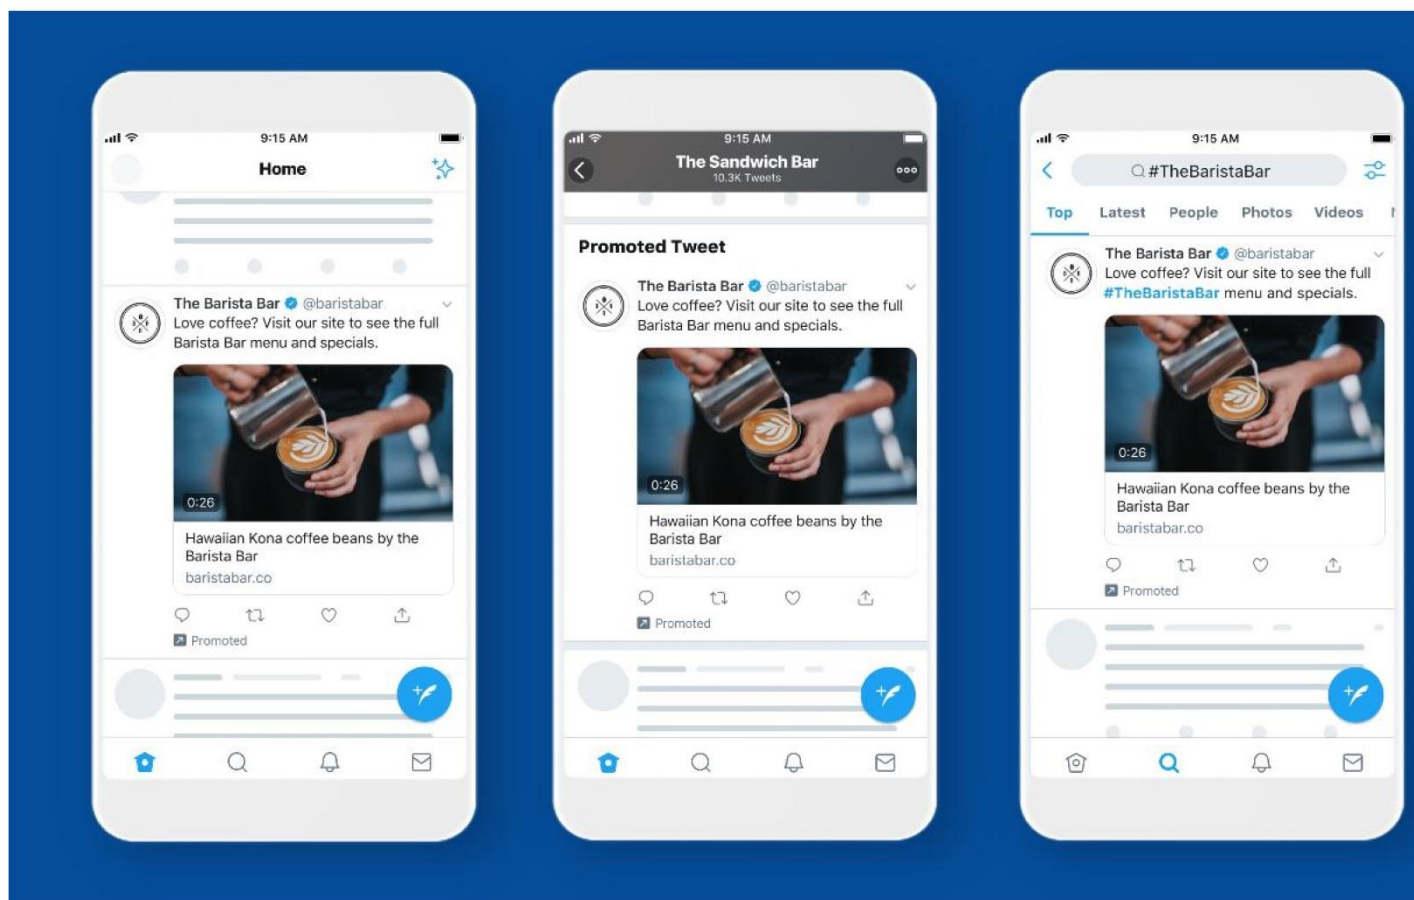 9:15 AM
Home
The Barista Bar @baristabar
Love coffee? Visit our site to see the full
Barista Bar menu and specials.
0:26
Hawaiian Kona coffee beans by the
Barista Bar
baristabar.co
Promoted
9:15 AM
The Sandwich Bar
10.3K Tweets
Promoted Tweet
The Barista Bar @baristabar
Love coffee? Visit our site to see the full
Barista Bar menu and specials.
0:26
Hawaiian Kona coffee beans by the
Barista Bar
baristabar.co
Promoted
9:15 AM
#TheBaristaBar
Top Latest People Photos Videos
The Barista Bar @baristabar
Love coffee? Visit our site to see the full
#TheBaristaBar menu and specials.
0:26
Hawaiian Kona coffee beans by the
Barista Bar
baristabar.co
Promoted